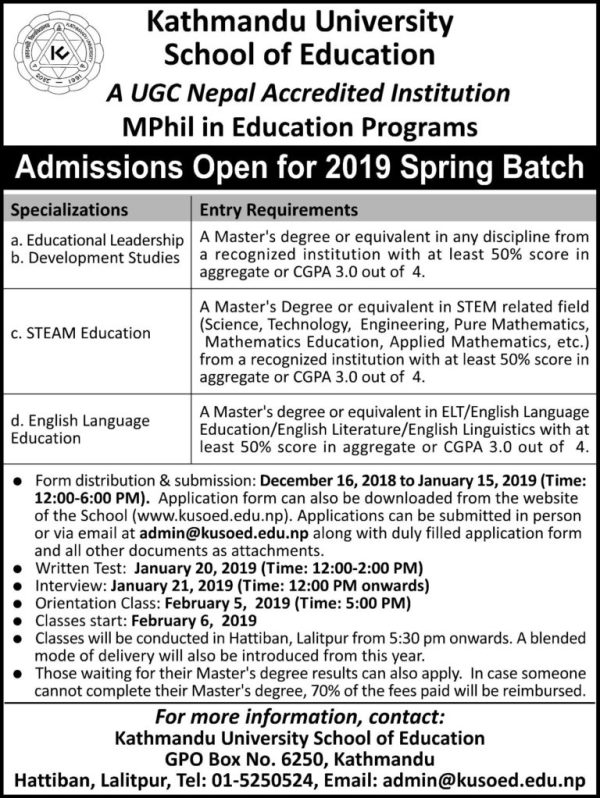 Kathmandu University
School of Education
A UGC Nepal Accredited Institution
MPhil in Education Programs
Admissions Open for 2019 Spring Batch
Specializations
Entry Requirements
a. Educational Leadership
b. Development Studies
A Master's degree or equivalent in any discipline from
a recognized institution with at least 50% score in
aggregate or CGPA 3.0 out of 4.
c. STEAM Education
A Master's Degree or equivalent in STEM related field
(Science, Technology, Engineering, Pure Mathematics,
Mathematics Education, Applied Mathematics, etc.)
from a recognized institution with at least 50% score in
aggregate or CGPA 3.0 out of 4.
d. English Language
Education
A Master's degree or equivalent in ELT/English Language
Education/English Literature/English Linguistics with at
least 50% score in aggregate or CGPA 3.0 out of 4.
• Form distribution & submission: December 16, 2018 to January 15, 2019 (Time:
12:00-6:00 PM). Application form can also be downloaded from the website
of the School (www.kusoed.edu.np). Applications can be submitted in person
or via email at admin@kusoed.edu.np along with duly filled application form
and all other documents as attachments.
• Written Test: January 20, 2019 (Time: 12:00-2:00 PM)
• Interview: January 21, 2019 (Time: 12:00 PM onwards)
• Orientation Class: February 5, 2019 (Time: 5:00 PM)
• Classes start: February 6, 2019
• Classes will be conducted in Hattiban, Lalitpur from 5:30 pm onwards. A blended
mode of delivery will also be introduced from this year.
• Those waiting for their Master's degree results can also apply. In case someone
cannot complete their Master's degree, 70% of the fees paid will be reimbursed.
For more information, contact:
Kathmandu University School of Education
GPO Box No. 6250, Kathmandu
Hattiban, Lalitpur, Tel: 01-5250524, Email: admin@kusoed.edu.np